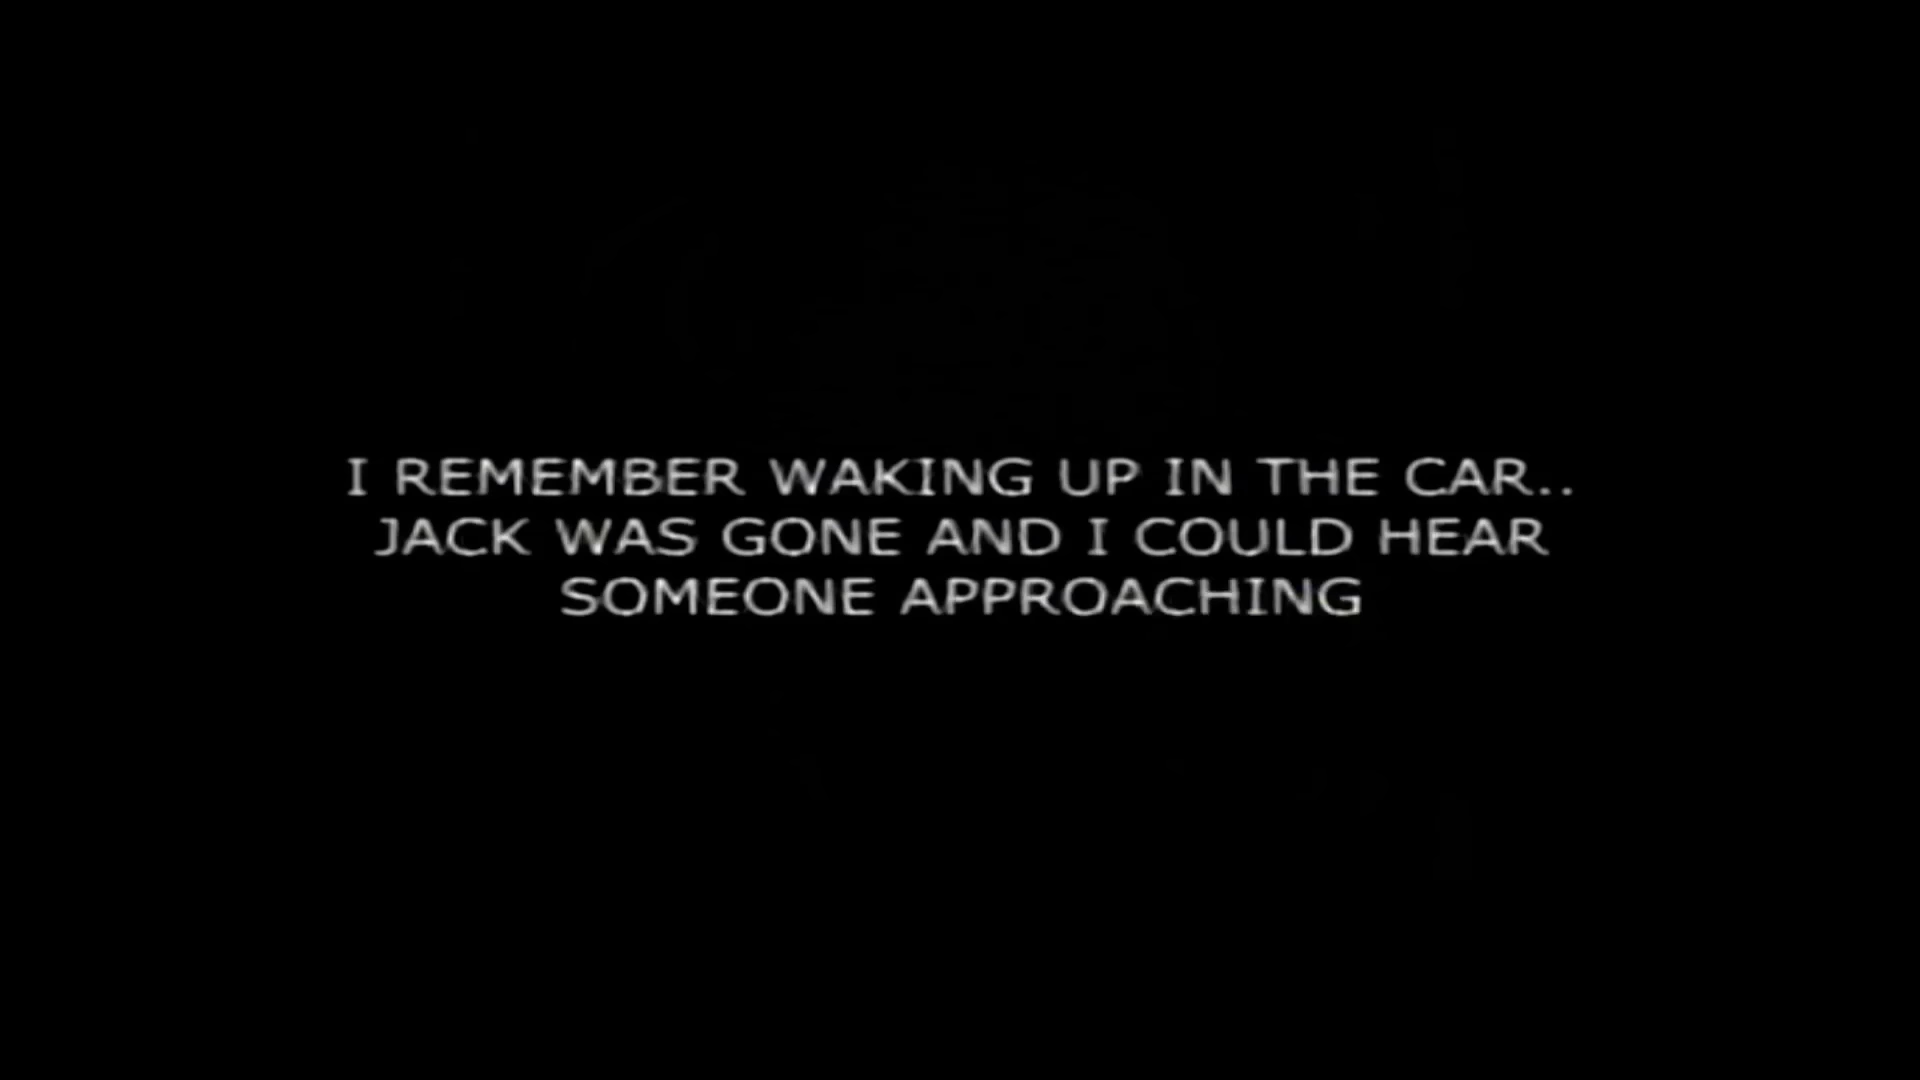 I REMEMBER WAKING UP IN THE CAR..
JACK WAS GONE AND I COULD HEAR
SOMEONE APPROACHING